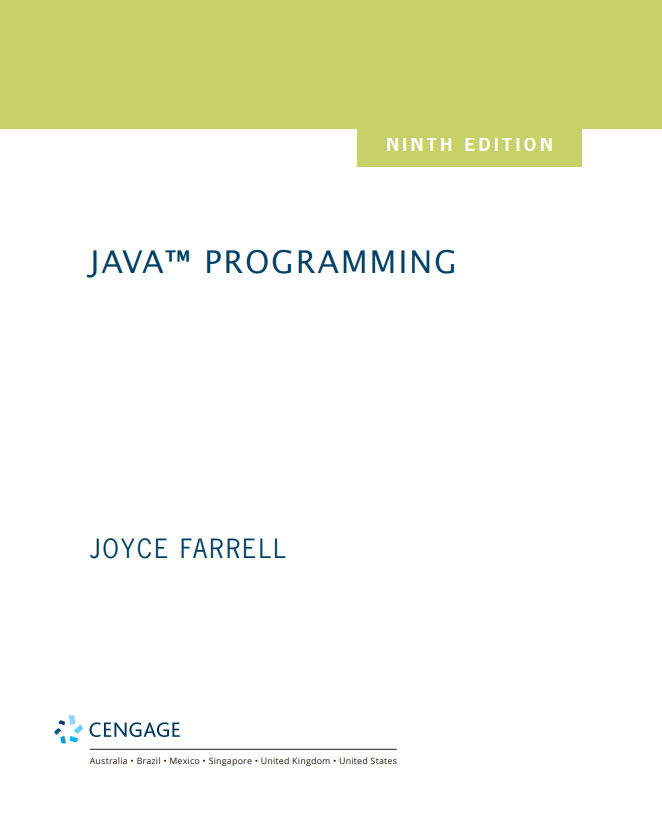 NINTH EDITION
JAVA™ PROGRAMMING
JOYCE FARRELL
CENGAGE
Australia • Brazil • Mexico • Singapore • United Kingdom • United States